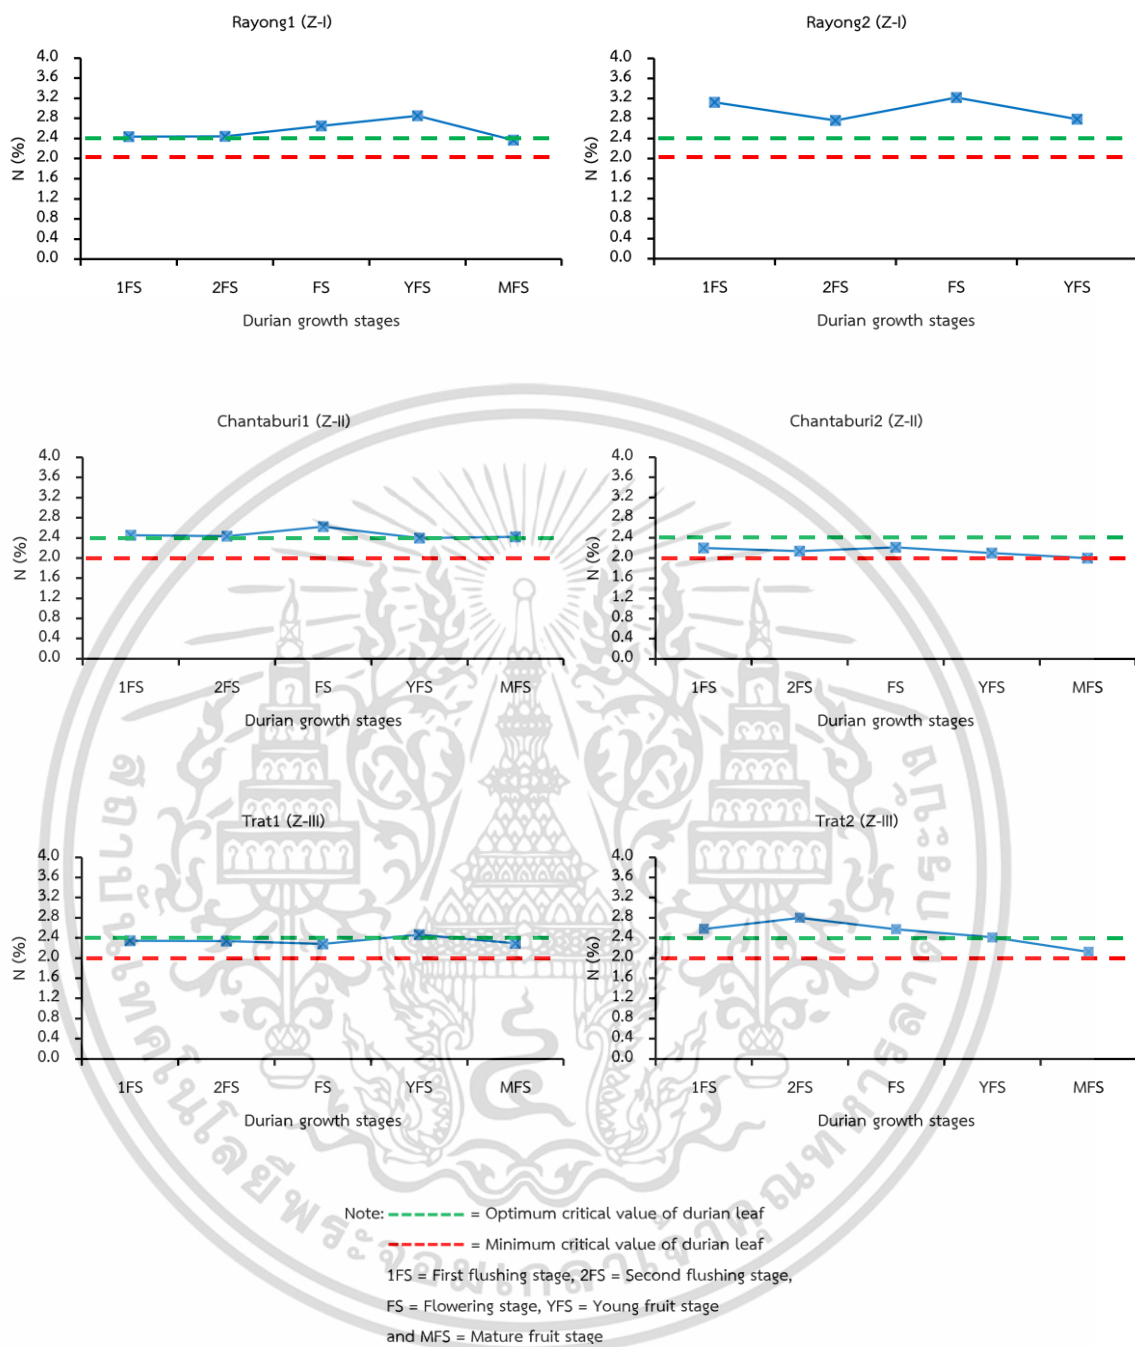 Rayong1 (Z-I)
4.0
3.6
3.2
2.8
2.4
2.0
1.6
1.2
0.8
0.4
0.0
N (%)
1FS 2FS FS YFS MFS
Durian growth stages
Rayong2 (Z-I)
4.0
3.6
3.2
2.8
2.4
2.0
1.6
1.2
0.8
0.4
0.0
N (%)
1FS 2FS FS YFS
Durian growth stages
Chantaburi1 (Z-II)
4.0
3.6
3.2
2.8
2.4
2.0
1.6
1.2
0.8
0.4
0.0
N (%)
1FS 2FS FS YFS MFS
Durian growth stages
Chantaburi2 (Z-II)
4.0
3.6
3.2
2.8
2.4
2.0
1.6
1.2
0.8
0.4
0.0
N (%)
1FS 2FS FS YFS MFS
Durian growth stages
Trat1 (Z-III)
4.0
3.6
3.2
2.8
2.4
2.0
1.6
1.2
0.8
0.4
0.0
N (%)
1FS 2FS FS YFS MFS
Durian growth stages
Trat2 (Z-III)
4.0
3.6
3.2
2.8
2.4
2.0
1.6
1.2
0.8
0.4
0.0
N (%)
1FS 2FS FS YFS MFS
Durian growth stages
Note: = Optimum critical value of durian leaf
= Minimum critical value of durian leaf
1FS = First flushing stage, 2FS = Second flushing stage,
FS = Flowering stage, YFS = Young fruit stage
and MFS = Mature fruit stage